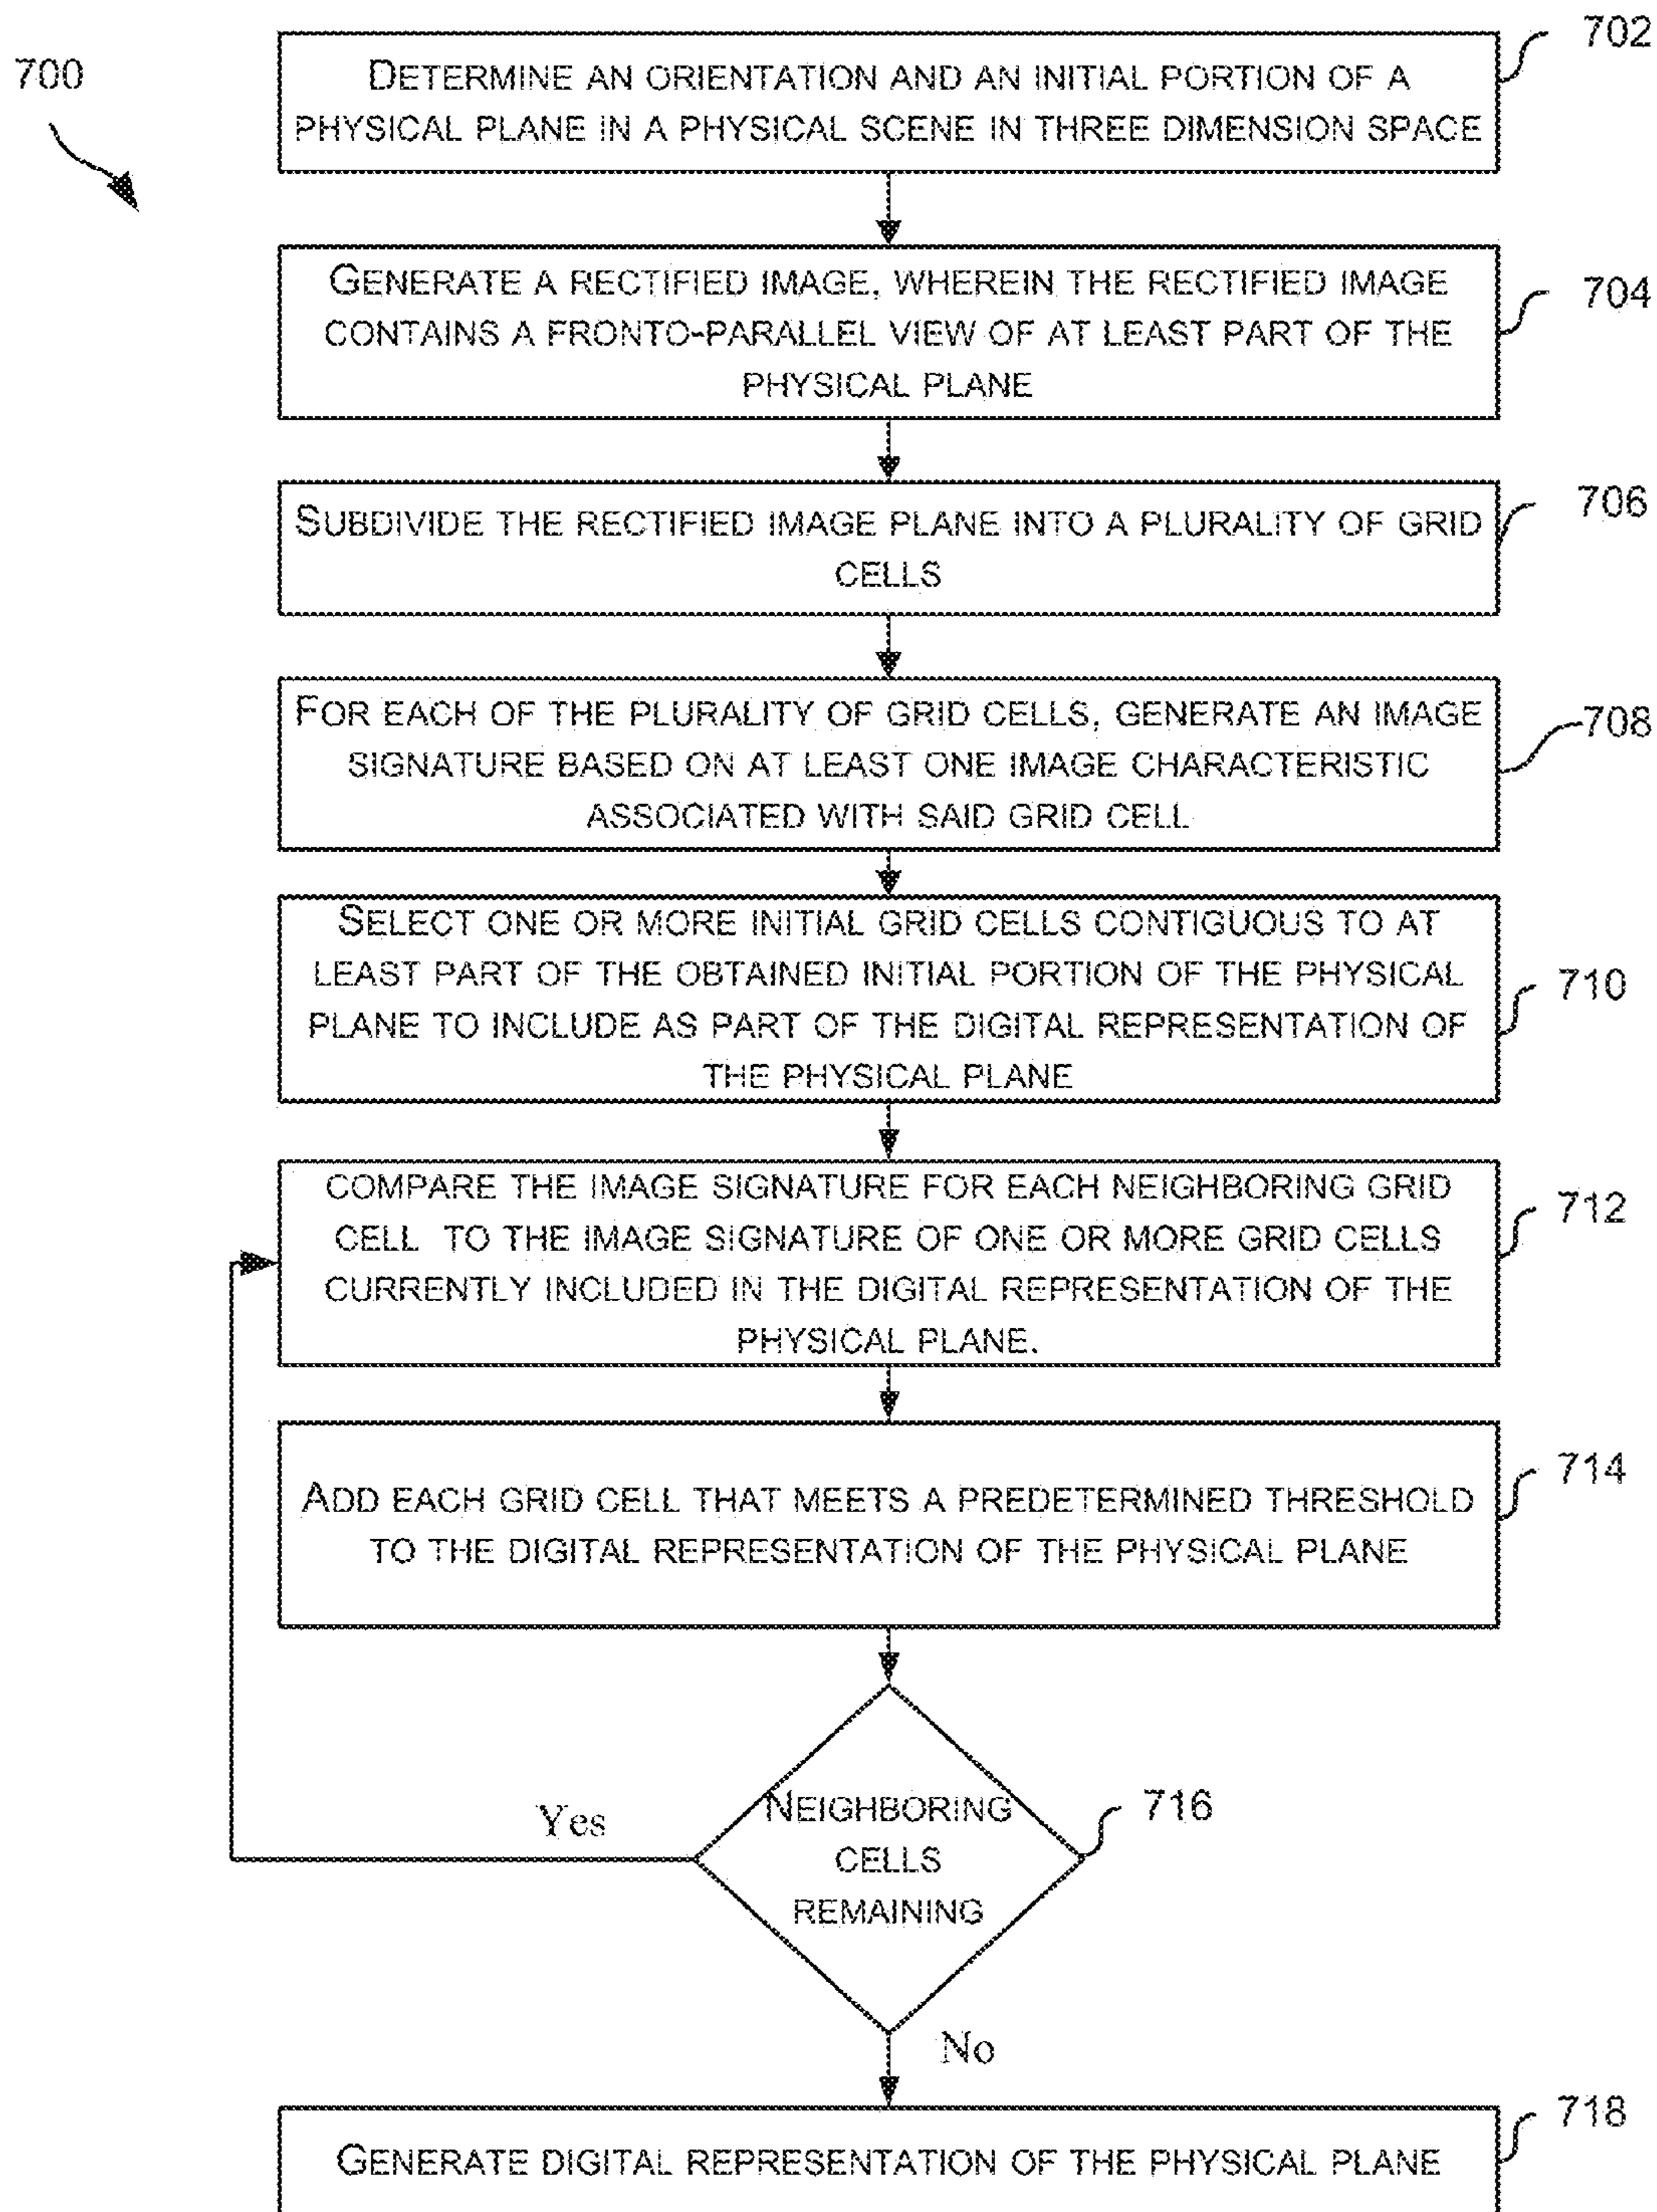 700
702
DETERMINE AN ORIENTATION AND AN INITIAL PORTION OF A
PHYSICAL PLANE IN A PHYSICAL SCENE IN THREE DIMENSION SPACE
704
GENERATE A RECTIFIED IMAGE, WHEREIN THE RECTIFIED IMAGE
CONTAINS A FRONTO-PARALLEL VIEW OF AT LEAST PART OF THE
PHYSICAL PLANE
706
SUBDIVIDE THE RECTIFIED IMAGE PLANE INTO A PLURALITY OF GRID
CELLS
708
FOR EACH OF THE PLURALITY OF GRID CELLS, GENERATE AN IMAGE
SIGNATURE BASED ON AT LEAST ONE IMAGE CHARACTERISTIC
ASSOCIATED WITH SAID GRID CELL
710
SELECT ONE OR MORE INITIAL GRID CELLS CONTIGUOUS TO AT
LEAST PART OF THE OBTAINED INITIAL PORTION OF THE PHYSICAL
PLANE TO INCLUDE AS PART OF THE DIGITAL REPRESENTATION OF
THE PHYSICAL PLANE
712
COMPARE THE IMAGE SIGNATURE FOR EACH NEIGHBORING GRID
CELL TO THE IMAGE SIGNATURE OF ONE OR MORE GRID CELLS
CURRENTLY INCLUDED IN THE DIGITAL REPRESENTATION OF THE
PHYSICAL PLANE.
714
ADD EACH GRID CELL THAT MEETS A PREDETERMINED THRESHOLD
TO THE DIGITAL REPRESENTATION OF THE PHYSICAL PLANE
716
NEIGHBORING
CELLS
REMAINING
Yes
No
718
GENERATE DIGITAL REPRESENTATION OF THE PHYSICAL PLANE